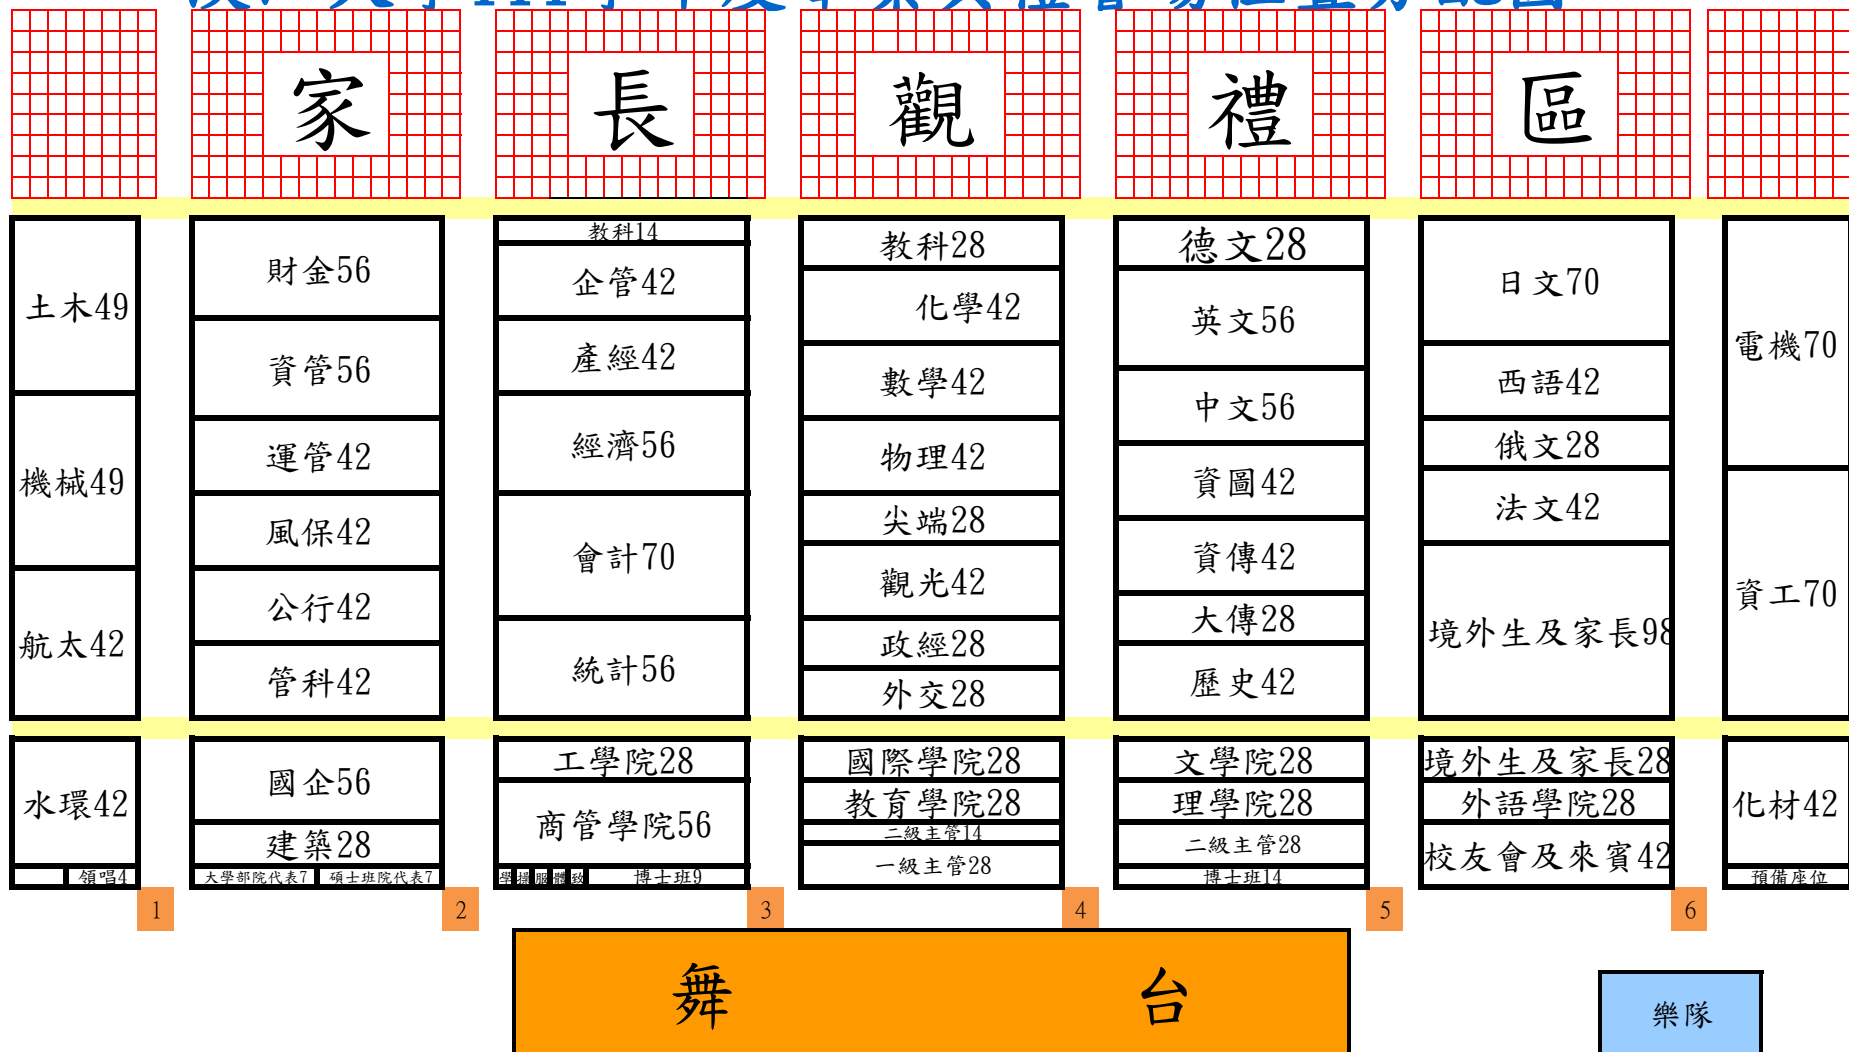 家 長 觀 禮 區
土木49
機械49
航太42
財金56
資管56
運管42
風保42
公行42
管科42
教科14
企管42
產經42
經濟56
會計70
統計56
教科28
化學42
數學42
物理42
尖端28
觀光42
政經28
外交28
德文28
英文56
中文56
資圖42
資傳42
大傳28
歷史42
日文70
西語42
俄文28
法文42
境外生及家長98
電機70
資工70
水環42
領唱4
國企56
建築28
大學部院代表7 碩士班院代表7
工學院28
商管學院56
學 操 服 體 致 博士班9
國際學院28
教育學院28
二級主管14
一級主管28
文學院28
理學院28
二級主管28
博士班14
境外生及家長28
外語學院28
校友會及來賓42
化材42
預備座位
1 2 3 4 5 6
舞 台
樂隊